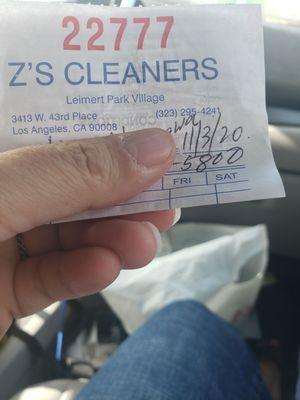 22777
Z'S CLEANERS
Leimert Park Village
3413 W. 43rd Place (323) 295-4241
Los Angeles, CA 90008
11/3/20
-5800
FRI SAT